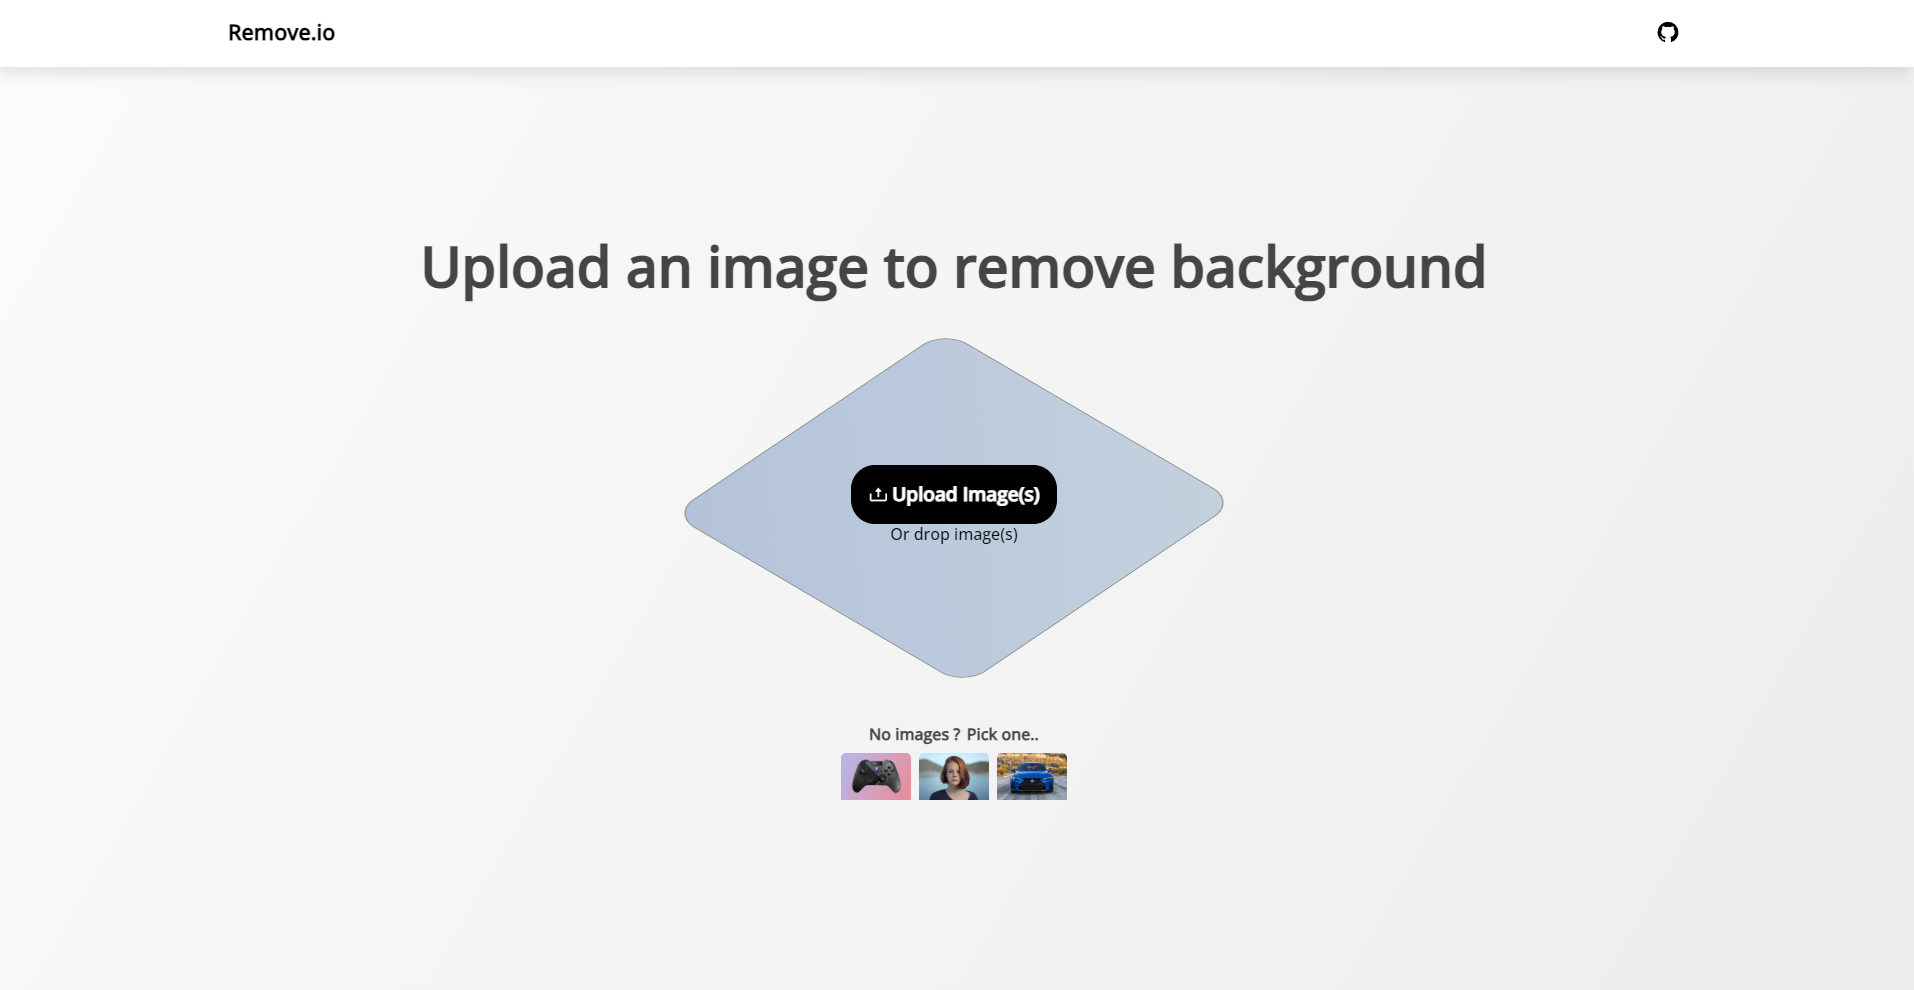 Remove.io
Upload an image to remove background
Upload Image(s)
Or drop image(s)
No images ? Pick one..